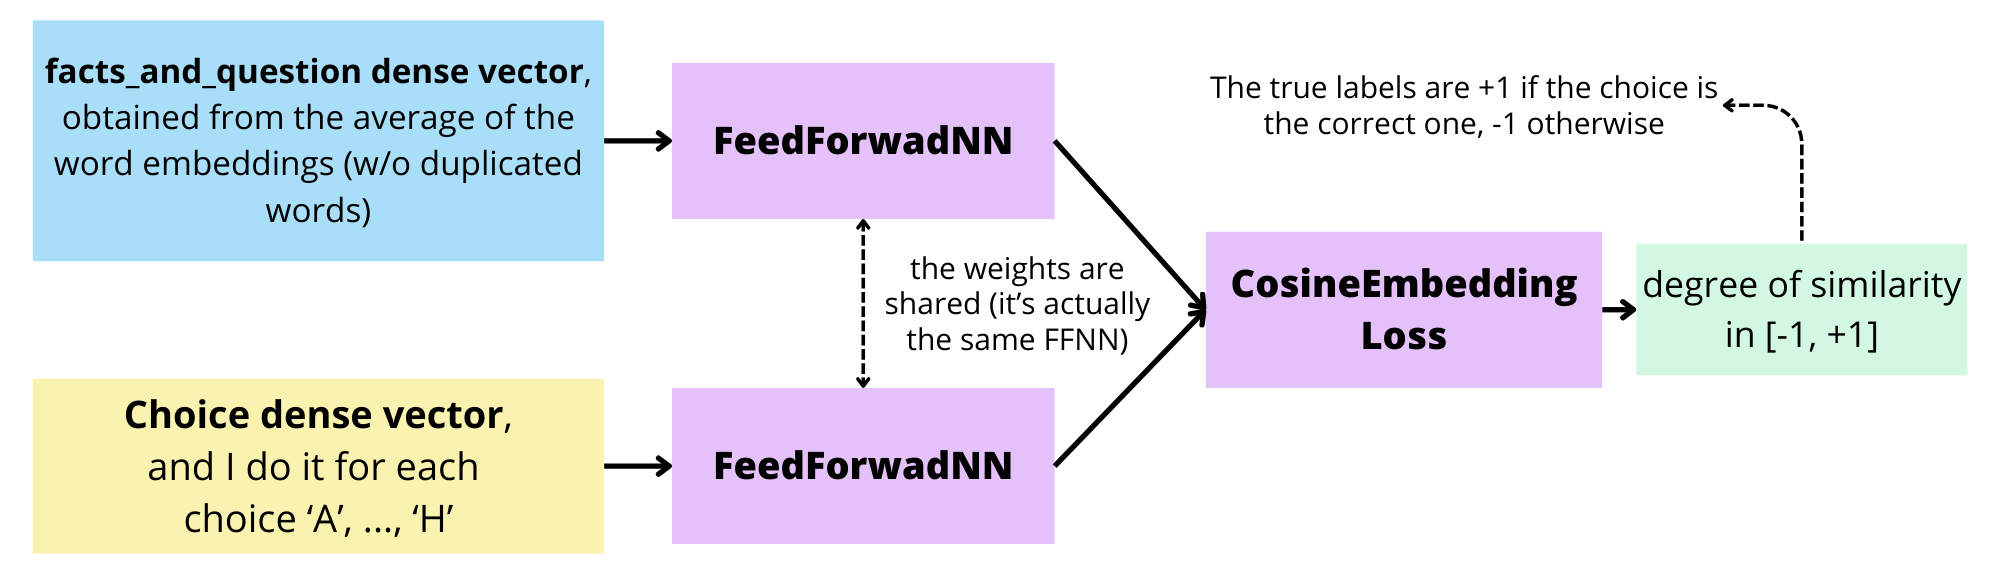 facts_and_question dense vector,
obtained from the average of the
word embeddings (w/o duplicated
words)
FeedForwadNN
The true labels are +1 if the choice is
the correct one, -1 otherwise
the weights are
shared (it’s actually
the same FFNN)
CosineEmbedding
Loss
degree of similarity
in [-1, +1]
Choice dense vector,
and I do it for each
choice ‘A’, ..., ‘H’
FeedForwadNN